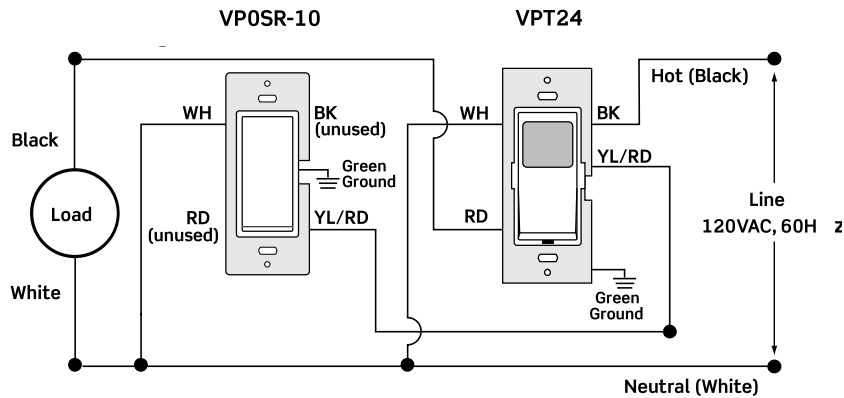 VP0SR-10
VPT24
Hot (Black)
WH
BK
(unused)
WH
BK
Black
Green
Ground
YL/RD
Load
RD
(unused)
YL/RD
RD
Line
120VAC, 60H z
White
Green
Ground
Neutral (White)